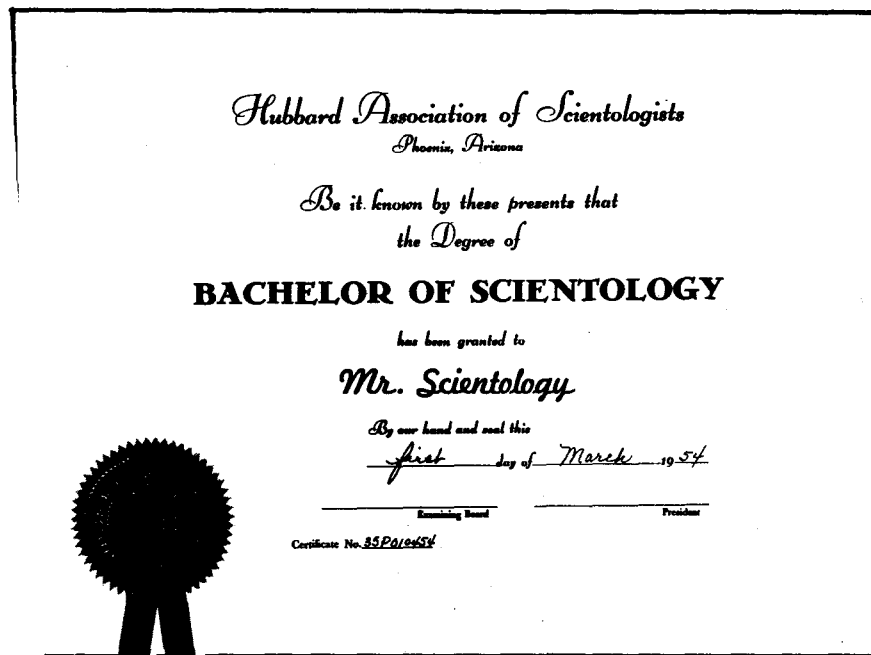 Hubbard Association of Scientologists
Phoenix, Arizona
Be it known by these presents that
the Degree of
BACHELOR OF SCIENTOLOGY
has been granted to
Mr. Scientology
By our hand and seal this
first day of March 1954
Examining Board President
Certificate No. 35P010454